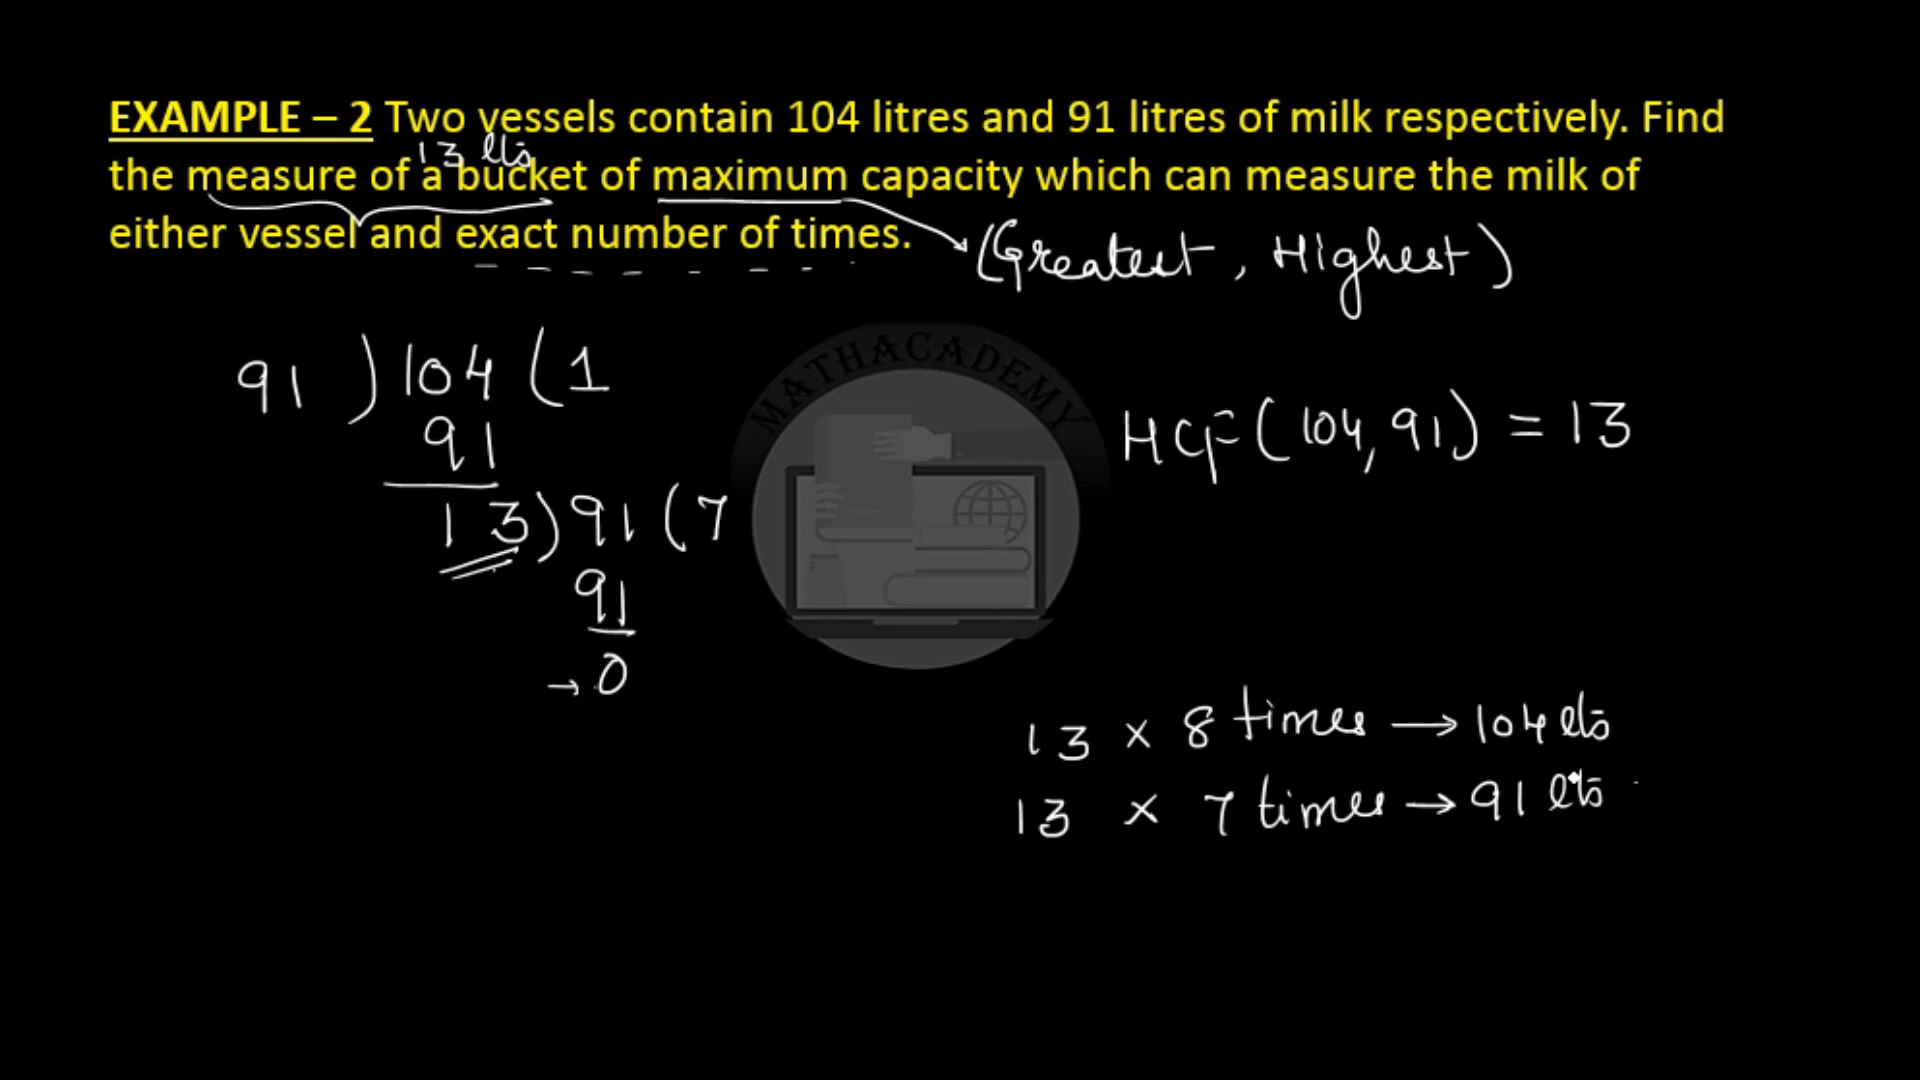 EXAMPLE – 2 Two vessels contain 104 litres and 91 litres of milk respectively. Find
13 lts
the measure of a bucket of maximum capacity which can measure the milk of
either vessel and exact number of times.
(Greatest, Highest)
MATHACADEMY
91 ) 104 ( 1
91
13 ) 91 ( 7
91
→ 0
HCF (104, 91) = 13
13 × 8 times → 104 lts
13 × 7 times → 91 lts